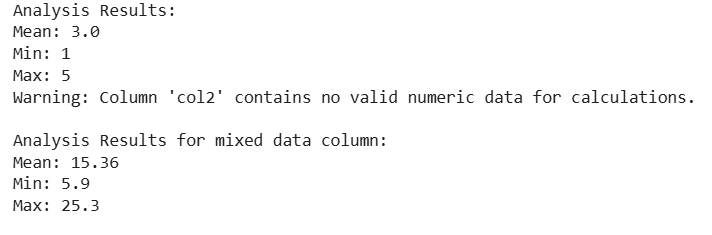 Analysis Results:
Mean: 3.0
Min: 1
Max: 5
Warning: Column 'col2' contains no valid numeric data for calculations.
Analysis Results for mixed data column:
Mean: 15.36
Min: 5.9
Max: 25.3